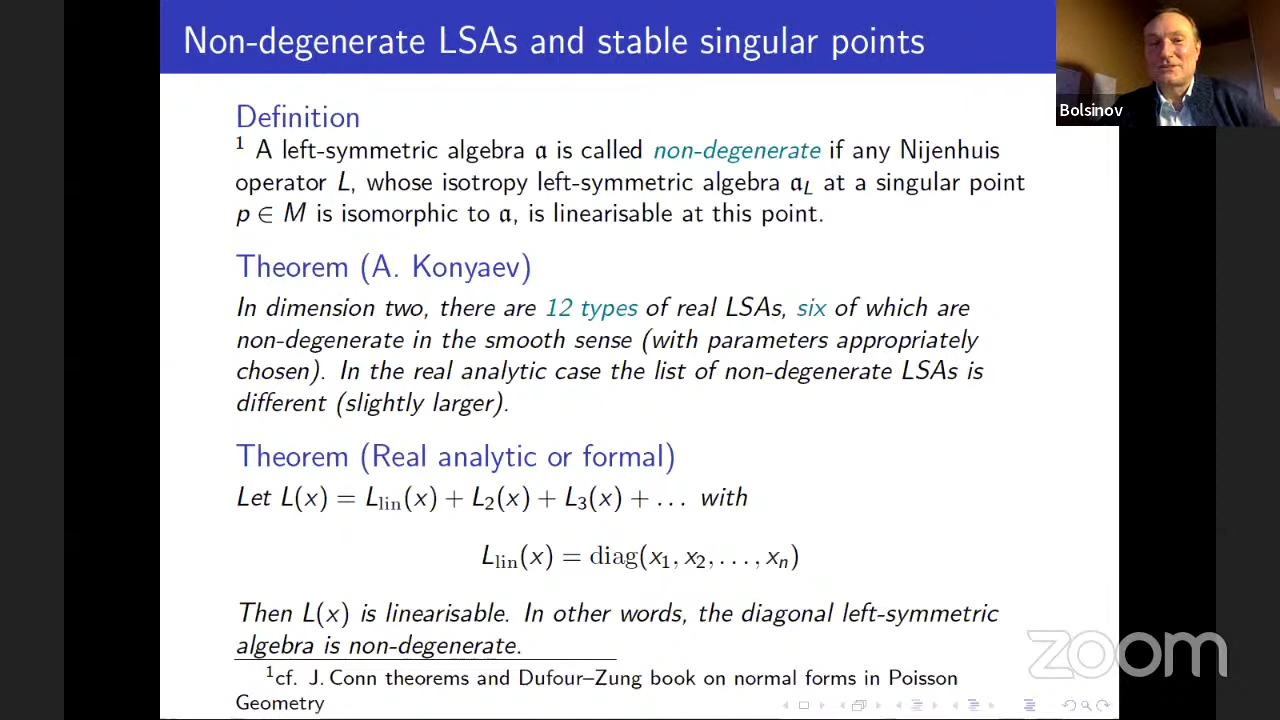 Non-degenerate LSAs and stable singular points
Bolsinov
Definition
¹ A left-symmetric algebra 𝔞 is called non-degenerate if any Nijenhuis
operator L, whose isotropy left-symmetric algebra 𝔞_L at a singular point
p ∈ M is isomorphic to 𝔞, is linearisable at this point.
Theorem (A. Konyaev)
In dimension two, there are 12 types of real LSAs, six of which are
non-degenerate in the smooth sense (with parameters appropriately
chosen). In the real analytic case the list of non-degenerate LSAs is
different (slightly larger).
Theorem (Real analytic or formal)
Let L(x) = L_lin(x) + L₂(x) + L₃(x) + ... with
L_lin(x) = diag(x₁, x₂, ..., xₙ)
Then L(x) is linearisable. In other words, the diagonal left-symmetric
algebra is non-degenerate.
¹cf. J. Conn theorems and Dufour–Zung book on normal forms in Poisson
Geometry
zoom